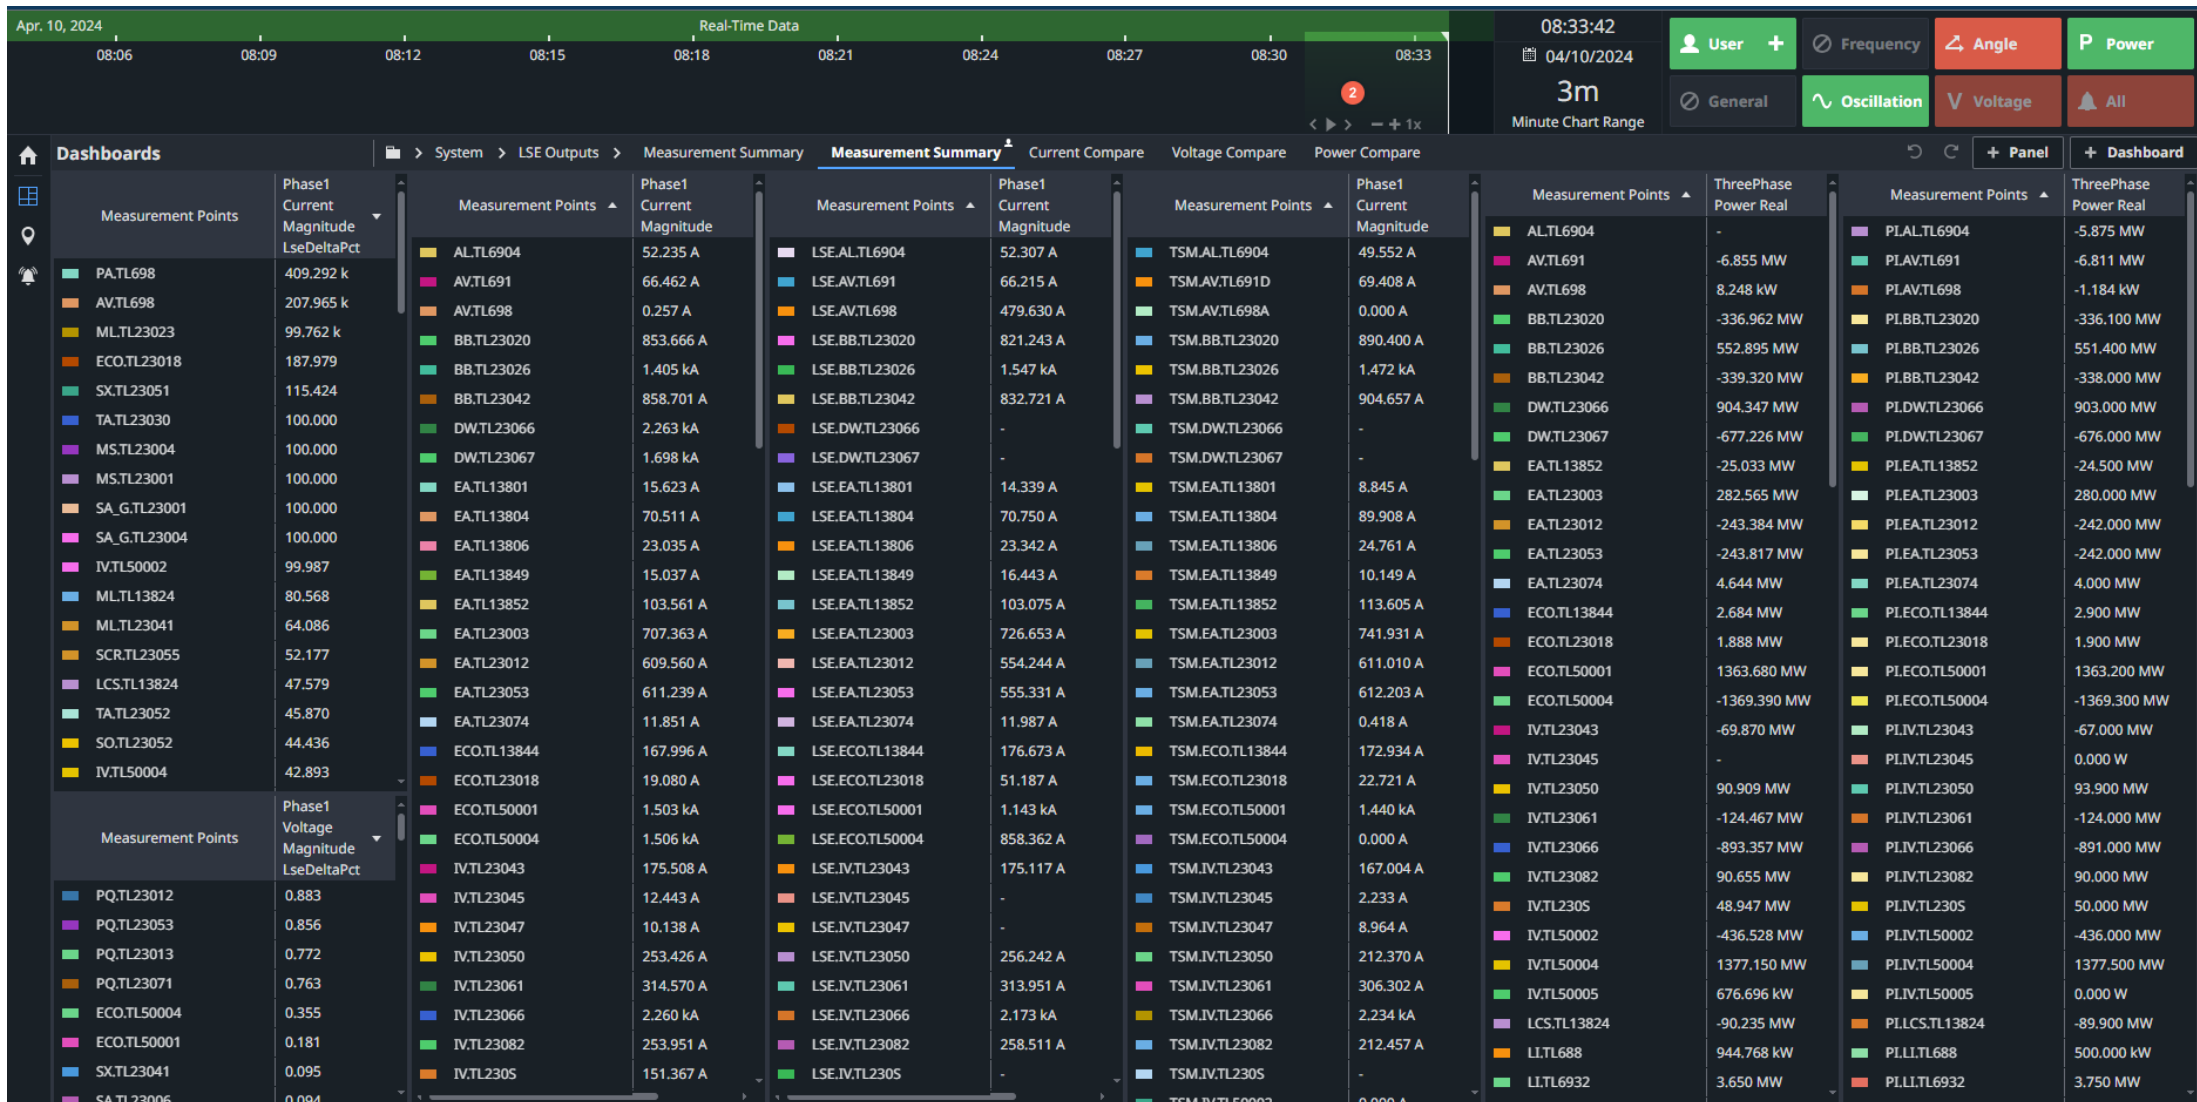 Apr. 10, 2024
Real-Time Data
08:06 08:09 08:12 08:15 08:18 08:21 08:24 08:27 08:30 08:33
2
1x
08:33:42
04/10/2024
3m
Minute Chart Range
User + Frequency Angle P Power
General Oscillation V Voltage All
Dashboards
> System > LSE Outputs > Measurement Summary Measurement Summary Current Compare Voltage Compare Power Compare
+ Panel + Dashboard
Measurement Points
Phase1
Current
Magnitude
LseDeltaPct
PA.TL698 409.292 k
AV.TL698 207.965 k
ML.TL23023 99.762 k
ECO.TL23018 187.979
SX.TL23051 115.424
TA.TL23030 100.000
MS.TL23004 100.000
MS.TL23001 100.000
SA_G.TL23001 100.000
SA_G.TL23004 100.000
IV.TL50002 99.987
ML.TL13824 80.568
ML.TL23041 64.086
SCR.TL23055 52.177
LCS.TL13824 47.579
TA.TL23052 45.870
SO.TL23052 44.436
IV.TL50004 42.893
Measurement Points
Phase1
Voltage
Magnitude
LseDeltaPct
PQ.TL23012 0.883
PQ.TL23053 0.856
PQ.TL23013 0.772
PQ.TL23071 0.763
ECO.TL50004 0.355
ECO.TL50001 0.181
SX.TL23041 0.095
SA.TL23006 0.094
Measurement Points
Phase1
Current
Magnitude
AL.TL6904 52.235 A
AV.TL691 66.462 A
AV.TL698 0.257 A
BB.TL23020 853.666 A
BB.TL23026 1.405 kA
BB.TL23042 858.701 A
DW.TL23066 2.263 kA
DW.TL23067 1.698 kA
EA.TL13801 15.623 A
EA.TL13804 70.511 A
EA.TL13806 23.035 A
EA.TL13849 15.037 A
EA.TL13852 103.561 A
EA.TL23003 707.363 A
EA.TL23012 609.560 A
EA.TL23053 611.239 A
EA.TL23074 11.851 A
ECO.TL13844 167.996 A
ECO.TL23018 19.080 A
ECO.TL50001 1.503 kA
ECO.TL50004 1.506 kA
IV.TL23043 175.508 A
IV.TL23045 12.443 A
IV.TL23047 10.138 A
IV.TL23050 253.426 A
IV.TL23061 314.570 A
IV.TL23066 2.260 kA
IV.TL23082 253.951 A
IV.TL230S 151.367 A
Measurement Points
Phase1
Current
Magnitude
LSE.AL.TL6904 52.307 A
LSE.AV.TL691 66.215 A
LSE.AV.TL698 479.630 A
LSE.BB.TL23020 821.243 A
LSE.BB.TL23026 1.547 kA
LSE.BB.TL23042 832.721 A
LSE.DW.TL23066 -
LSE.DW.TL23067 -
LSE.EA.TL13801 14.339 A
LSE.EA.TL13804 70.750 A
LSE.EA.TL13806 23.342 A
LSE.EA.TL13849 16.443 A
LSE.EA.TL13852 103.075 A
LSE.EA.TL23003 726.653 A
LSE.EA.TL23012 554.244 A
LSE.EA.TL23053 555.331 A
LSE.EA.TL23074 11.987 A
LSE.ECO.TL13844 176.673 A
LSE.ECO.TL23018 51.187 A
LSE.ECO.TL50001 1.143 kA
LSE.ECO.TL50004 858.362 A
LSE.IV.TL23043 175.117 A
LSE.IV.TL23045 -
LSE.IV.TL23047 -
LSE.IV.TL23050 256.242 A
LSE.IV.TL23061 313.951 A
LSE.IV.TL23066 2.173 kA
LSE.IV.TL23082 258.511 A
LSE.IV.TL230S -
Measurement Points
Phase1
Current
Magnitude
TSM.AL.TL6904 49.552 A
TSM.AV.TL691D 69.408 A
TSM.AV.TL698A 0.000 A
TSM.BB.TL23020 890.400 A
TSM.BB.TL23026 1.472 kA
TSM.BB.TL23042 904.657 A
TSM.DW.TL23066 -
TSM.DW.TL23067 -
TSM.EA.TL13801 8.845 A
TSM.EA.TL13804 89.908 A
TSM.EA.TL13806 24.761 A
TSM.EA.TL13849 10.149 A
TSM.EA.TL13852 113.605 A
TSM.EA.TL23003 741.931 A
TSM.EA.TL23012 611.010 A
TSM.EA.TL23053 612.203 A
TSM.EA.TL23074 0.418 A
TSM.ECO.TL13844 172.934 A
TSM.ECO.TL23018 22.721 A
TSM.ECO.TL50001 1.440 kA
TSM.ECO.TL50004 0.000 A
TSM.IV.TL23043 167.004 A
TSM.IV.TL23045 2.233 A
TSM.IV.TL23047 8.964 A
TSM.IV.TL23050 212.370 A
TSM.IV.TL23061 306.302 A
TSM.IV.TL23066 2.234 kA
TSM.IV.TL23082 212.457 A
TSM.IV.TL230S -
TSM.IV.TL50002 0.000 A
Measurement Points
ThreePhase
Power Real
AL.TL6904 -
AV.TL691 -6.855 MW
AV.TL698 8.248 kW
BB.TL23020 -336.962 MW
BB.TL23026 552.895 MW
BB.TL23042 -339.320 MW
DW.TL23066 904.347 MW
DW.TL23067 -677.226 MW
EA.TL13852 -25.033 MW
EA.TL23003 282.565 MW
EA.TL23012 -243.384 MW
EA.TL23053 -243.817 MW
EA.TL23074 4.644 MW
ECO.TL13844 2.684 MW
ECO.TL23018 1.888 MW
ECO.TL50001 1363.680 MW
ECO.TL50004 -1369.390 MW
IV.TL23043 -69.870 MW
IV.TL23045 -
IV.TL23050 90.909 MW
IV.TL23061 -124.467 MW
IV.TL23066 -893.357 MW
IV.TL23082 90.655 MW
IV.TL230S 48.947 MW
IV.TL50002 -436.528 MW
IV.TL50004 1377.150 MW
IV.TL50005 676.696 kW
LCS.TL13824 -90.235 MW
LI.TL688 944.768 kW
LI.TL6932 3.650 MW
Measurement Points
ThreePhase
Power Real
PI.AL.TL6904 -5.875 MW
PI.AV.TL691 -6.811 MW
PI.AV.TL698 -1.184 kW
PI.BB.TL23020 -336.100 MW
PI.BB.TL23026 551.400 MW
PI.BB.TL23042 -338.000 MW
PI.DW.TL23066 903.000 MW
PI.DW.TL23067 -676.000 MW
PI.EA.TL13852 -24.500 MW
PI.EA.TL23003 280.000 MW
PI.EA.TL23012 -242.000 MW
PI.EA.TL23053 -242.000 MW
PI.EA.TL23074 4.000 MW
PI.ECO.TL13844 2.900 MW
PI.ECO.TL23018 1.900 MW
PI.ECO.TL50001 1363.200 MW
PI.ECO.TL50004 -1369.300 MW
PI.IV.TL23043 -67.000 MW
PI.IV.TL23045 0.000 W
PI.IV.TL23050 93.900 MW
PI.IV.TL23061 -124.000 MW
PI.IV.TL23066 -891.000 MW
PI.IV.TL23082 90.000 MW
PI.IV.TL230S 50.000 MW
PI.IV.TL50002 -436.000 MW
PI.IV.TL50004 1377.500 MW
PI.IV.TL50005 0.000 W
PI.LCS.TL13824 -89.900 MW
PI.LI.TL688 500.000 kW
PI.LI.TL6932 3.750 MW